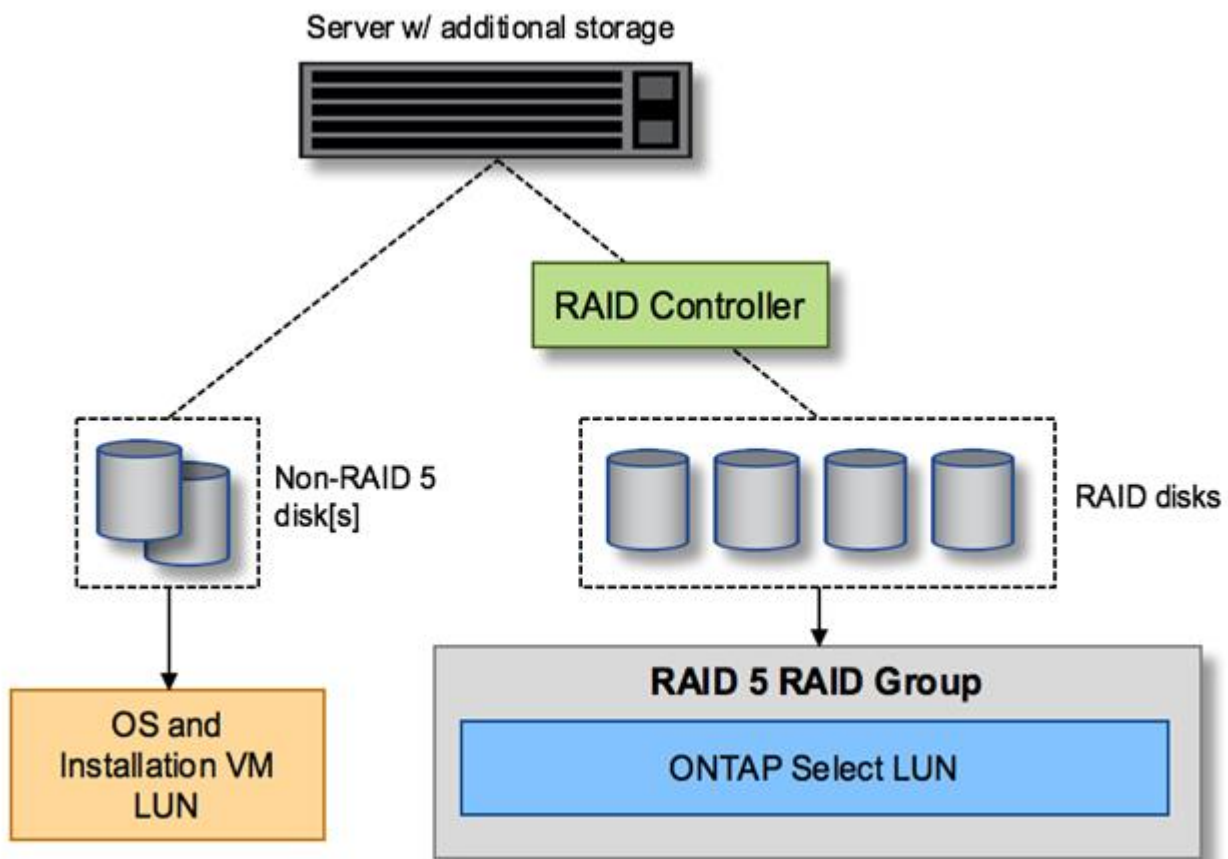 Server w/ additional storage
RAID Controller
Non-RAID 5
disk[s]
RAID disks
OS and
Installation VM
LUN
RAID 5 RAID Group
ONTAP Select LUN